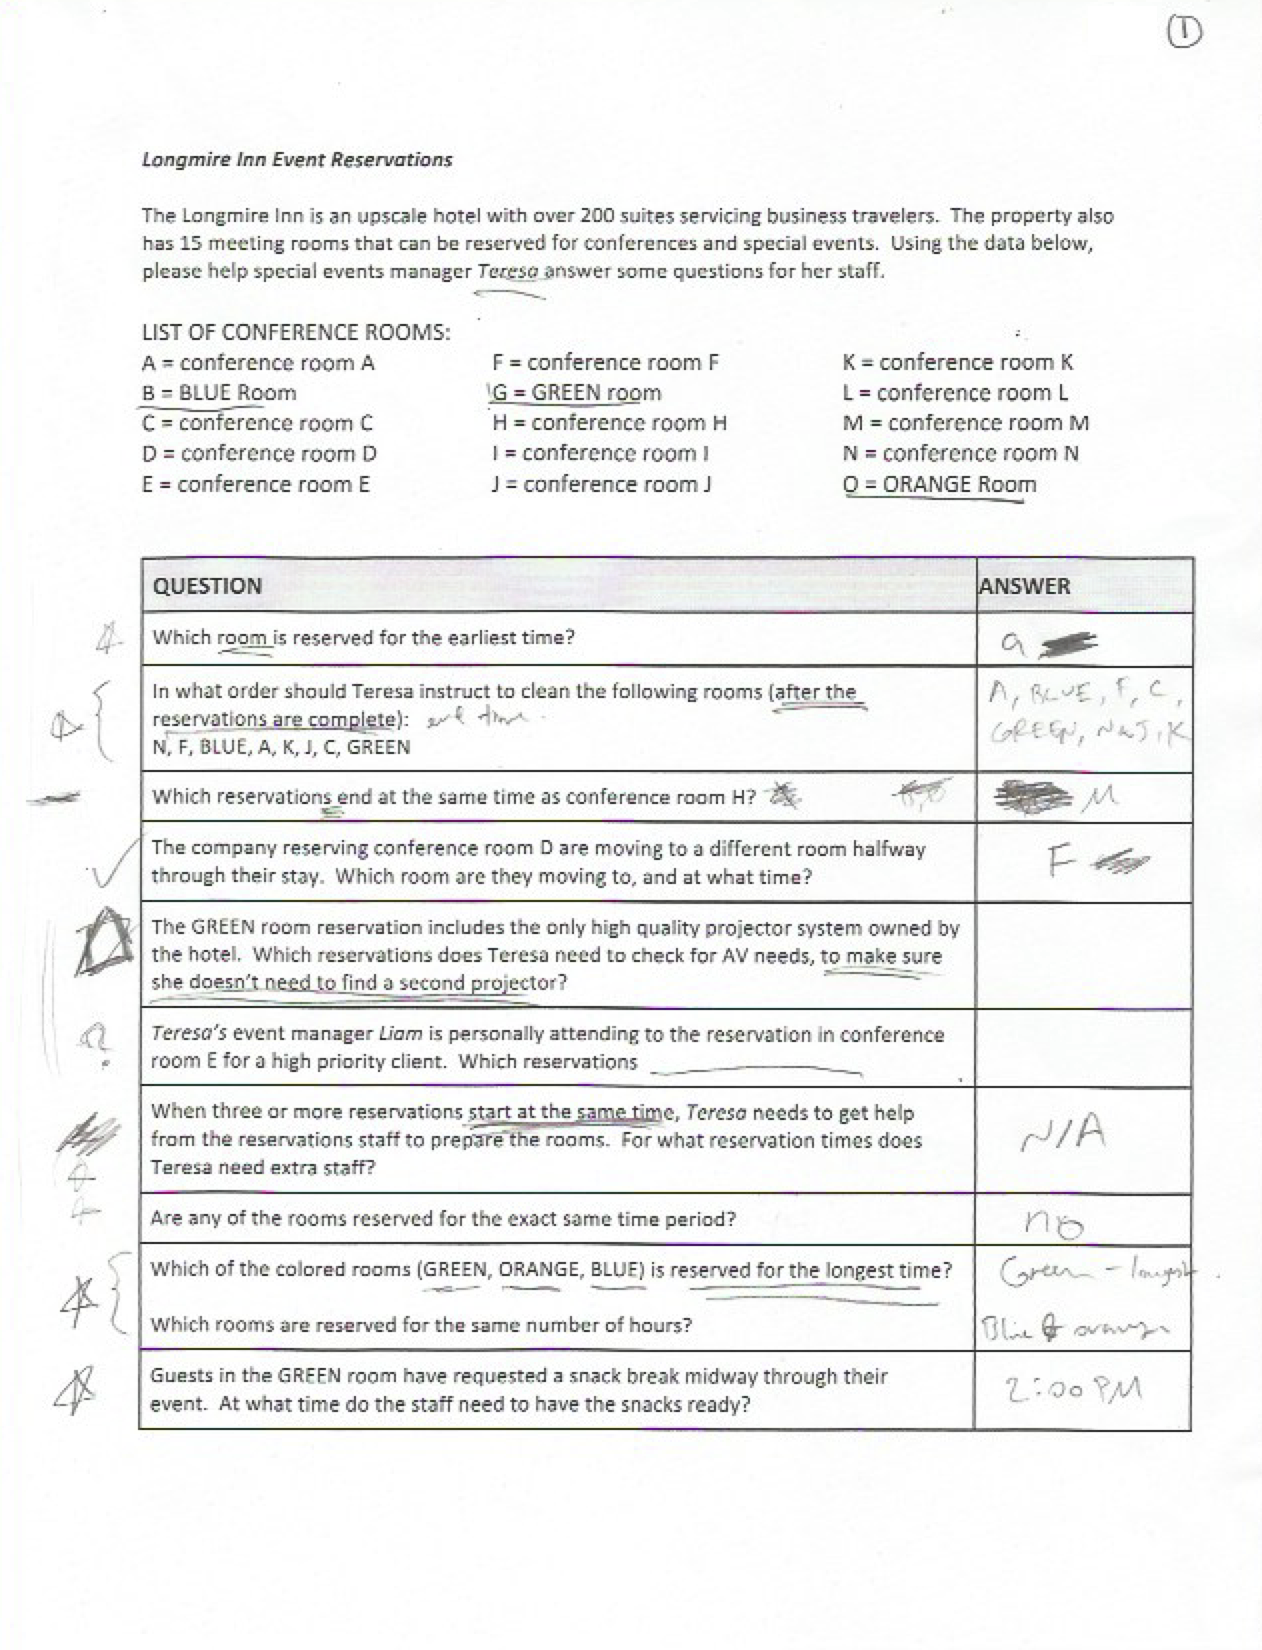 1
Longmire Inn Event Reservations
The Longmire Inn is an upscale hotel with over 200 suites servicing business travelers. The property also
has 15 meeting rooms that can be reserved for conferences and special events. Using the data below,
please help special events manager Teresa answer some questions for her staff.
LIST OF CONFERENCE ROOMS:
A = conference room A
B = BLUE Room
C = conference room C
D = conference room D
E = conference room E
F = conference room F
G = GREEN room
H = conference room H
I = conference room I
J = conference room J
K = conference room K
L = conference room L
M = conference room M
N = conference room N
O = ORANGE Room
QUESTION ANSWER
Which room is reserved for the earliest time? a
In what order should Teresa instruct to clean the following rooms (after the
reservations are complete): end time
N, F, BLUE, A, K, J, C, GREEN
A, BLUE, F, C,
GREEN, N&J, K
Which reservations end at the same time as conference room H? M
The company reserving conference room D are moving to a different room halfway
through their stay. Which room are they moving to, and at what time?
F
The GREEN room reservation includes the only high quality projector system owned by
the hotel. Which reservations does Teresa need to check for AV needs, to make sure
she doesn't need to find a second projector?
?
Teresa's event manager Liam is personally attending to the reservation in conference
room E for a high priority client. Which reservations
When three or more reservations start at the same time, Teresa needs to get help
from the reservations staff to prepare the rooms. For what reservation times does
Teresa need extra staff?
N/A
Are any of the rooms reserved for the exact same time period? no
Which of the colored rooms (GREEN, ORANGE, BLUE) is reserved for the longest time? Green - longest
Which rooms are reserved for the same number of hours? Blue & orange
Guests in the GREEN room have requested a snack break midway through their
event. At what time do the staff need to have the snacks ready?
2:00 PM